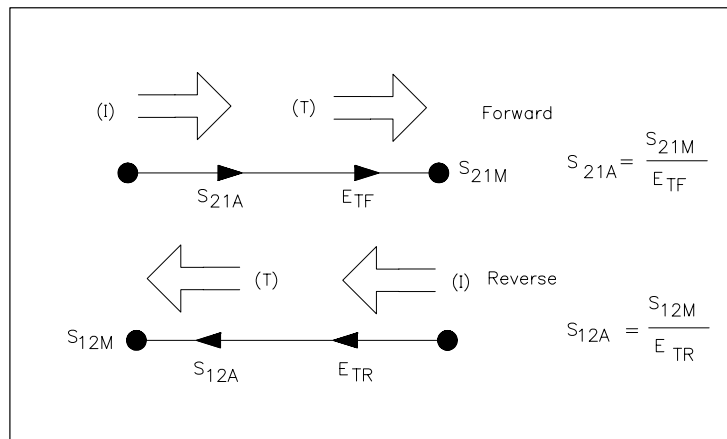 (I) (T) Forward
S21A ETF S21M
S21A = S21M / ETF
(T) (I) Reverse
S12M S12A ETR
S12A = S12M / ETR